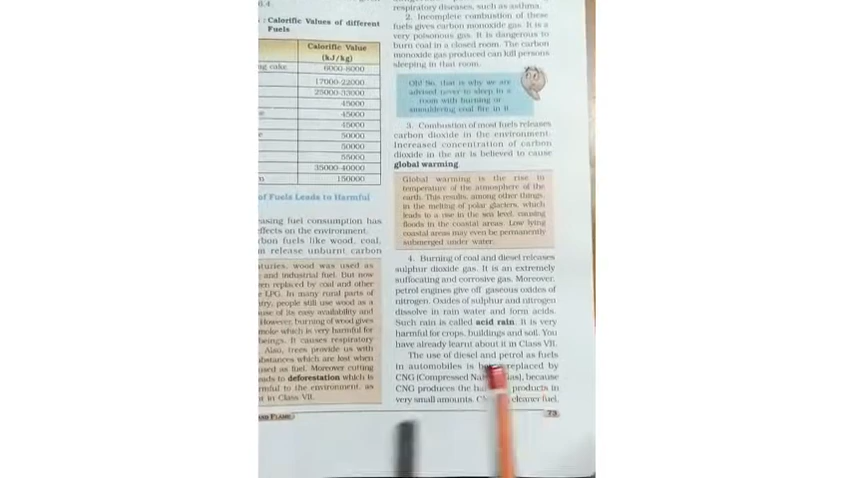 6.4
: Calorific Values of different
Fuels
Calorific Value
(kJ/kg)
ng cake 6000-8000
17000-22000
25000-33000
45000
45000
45000
50000
50000
55000
35000-40000
150000
of Fuels Leads to Harmful
easing fuel consumption has
effects on the environment.
rbon fuels like wood, coal,
m release unburnt carbon
nturies, wood was used as
and industrial fuel. But now
een replaced by coal and other
e LPG. In many rural parts of
ntry, people still use wood as a
ause of its easy availability and
However, burning of wood gives
moke which is very harmful for
beings. It causes respiratory
Also, trees provide us with
ubstances which are lost when
used as fuel. Moreover cutting
eads to deforestation which is
rmful to the environment, as
nt in Class VII.
AND FLAME
respiratory diseases, such as asthma.
2. Incomplete combustion of these
fuels gives carbon monoxide gas. It is a
very poisonous gas. It is dangerous to
burn coal in a closed room. The carbon
monoxide gas produced can kill persons
sleeping in that room.
Oh! So, that is why we are
advised never to sleep in a
room with burning or
smouldering coal fire in it.
3. Combustion of most fuels releases
carbon dioxide in the environment.
Increased concentration of carbon
dioxide in the air is believed to cause
global warming.
Global warming is the rise in
temperature of the atmosphere of the
earth. This results, among other things,
in the melting of polar glaciers, which
leads to a rise in the sea level, causing
floods in the coastal areas. Low lying
coastal areas may even be permanently
submerged under water.
4. Burning of coal and diesel releases
sulphur dioxide gas. It is an extremely
suffocating and corrosive gas. Moreover,
petrol engines give off gaseous oxides of
nitrogen. Oxides of sulphur and nitrogen
dissolve in rain water and form acids.
Such rain is called acid rain. It is very
harmful for crops, buildings and soil. You
have already learnt about it in Class VII.
The use of diesel and petrol as fuels
in automobiles is replaced by
CNG (Compressed Gas), because
CNG produces the products in
very small amounts. cleaner fuel.
73